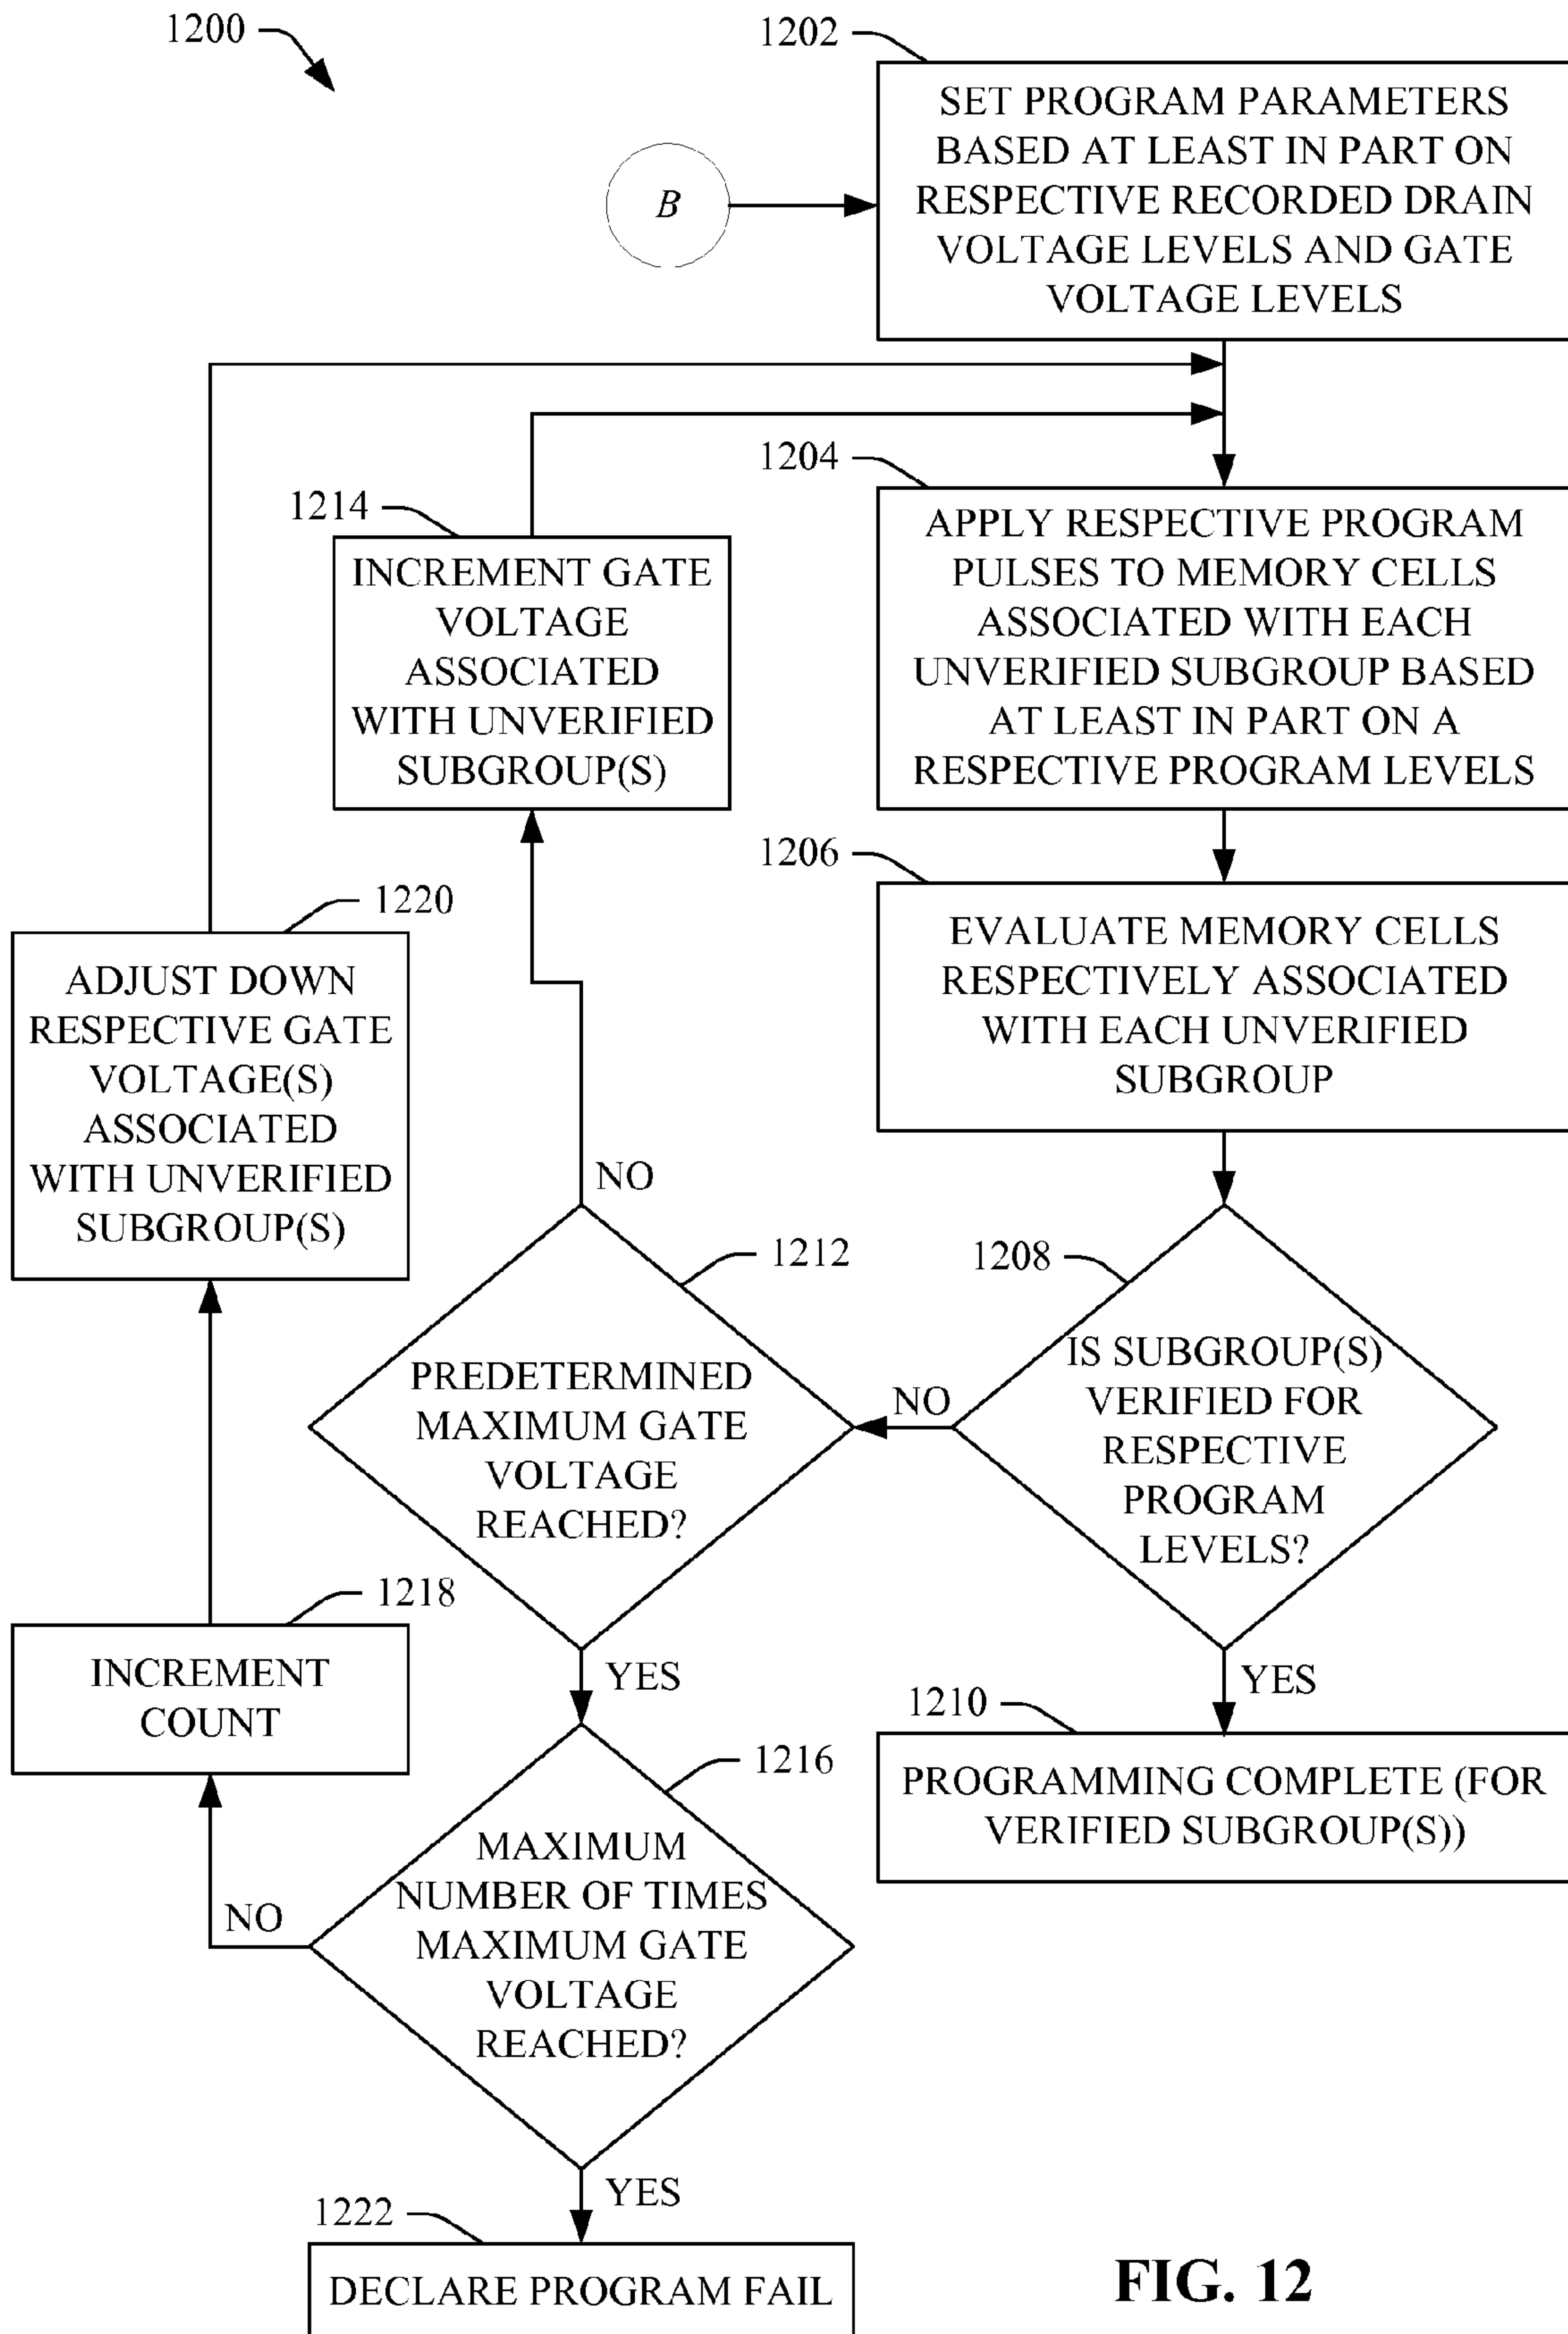 1200
1202
SET PROGRAM PARAMETERS
BASED AT LEAST IN PART ON
RESPECTIVE RECORDED DRAIN
VOLTAGE LEVELS AND GATE
VOLTAGE LEVELS
B
1204
APPLY RESPECTIVE PROGRAM
PULSES TO MEMORY CELLS
ASSOCIATED WITH EACH
UNVERIFIED SUBGROUP BASED
AT LEAST IN PART ON A
RESPECTIVE PROGRAM LEVELS
1214
INCREMENT GATE
VOLTAGE
ASSOCIATED
WITH UNVERIFIED
SUBGROUP(S)
1206
EVALUATE MEMORY CELLS
RESPECTIVELY ASSOCIATED
WITH EACH UNVERIFIED
SUBGROUP
1220
ADJUST DOWN
RESPECTIVE GATE
VOLTAGE(S)
ASSOCIATED
WITH UNVERIFIED
SUBGROUP(S)
NO
1212
PREDETERMINED
MAXIMUM GATE
VOLTAGE
REACHED?
NO
1208
IS SUBGROUP(S)
VERIFIED FOR
RESPECTIVE
PROGRAM
LEVELS?
1218
INCREMENT
COUNT
YES
YES
1210
PROGRAMMING COMPLETE (FOR
VERIFIED SUBGROUP(S))
1216
MAXIMUM
NUMBER OF TIMES
MAXIMUM GATE
VOLTAGE
REACHED?
NO
YES
1222
DECLARE PROGRAM FAIL
FIG. 12